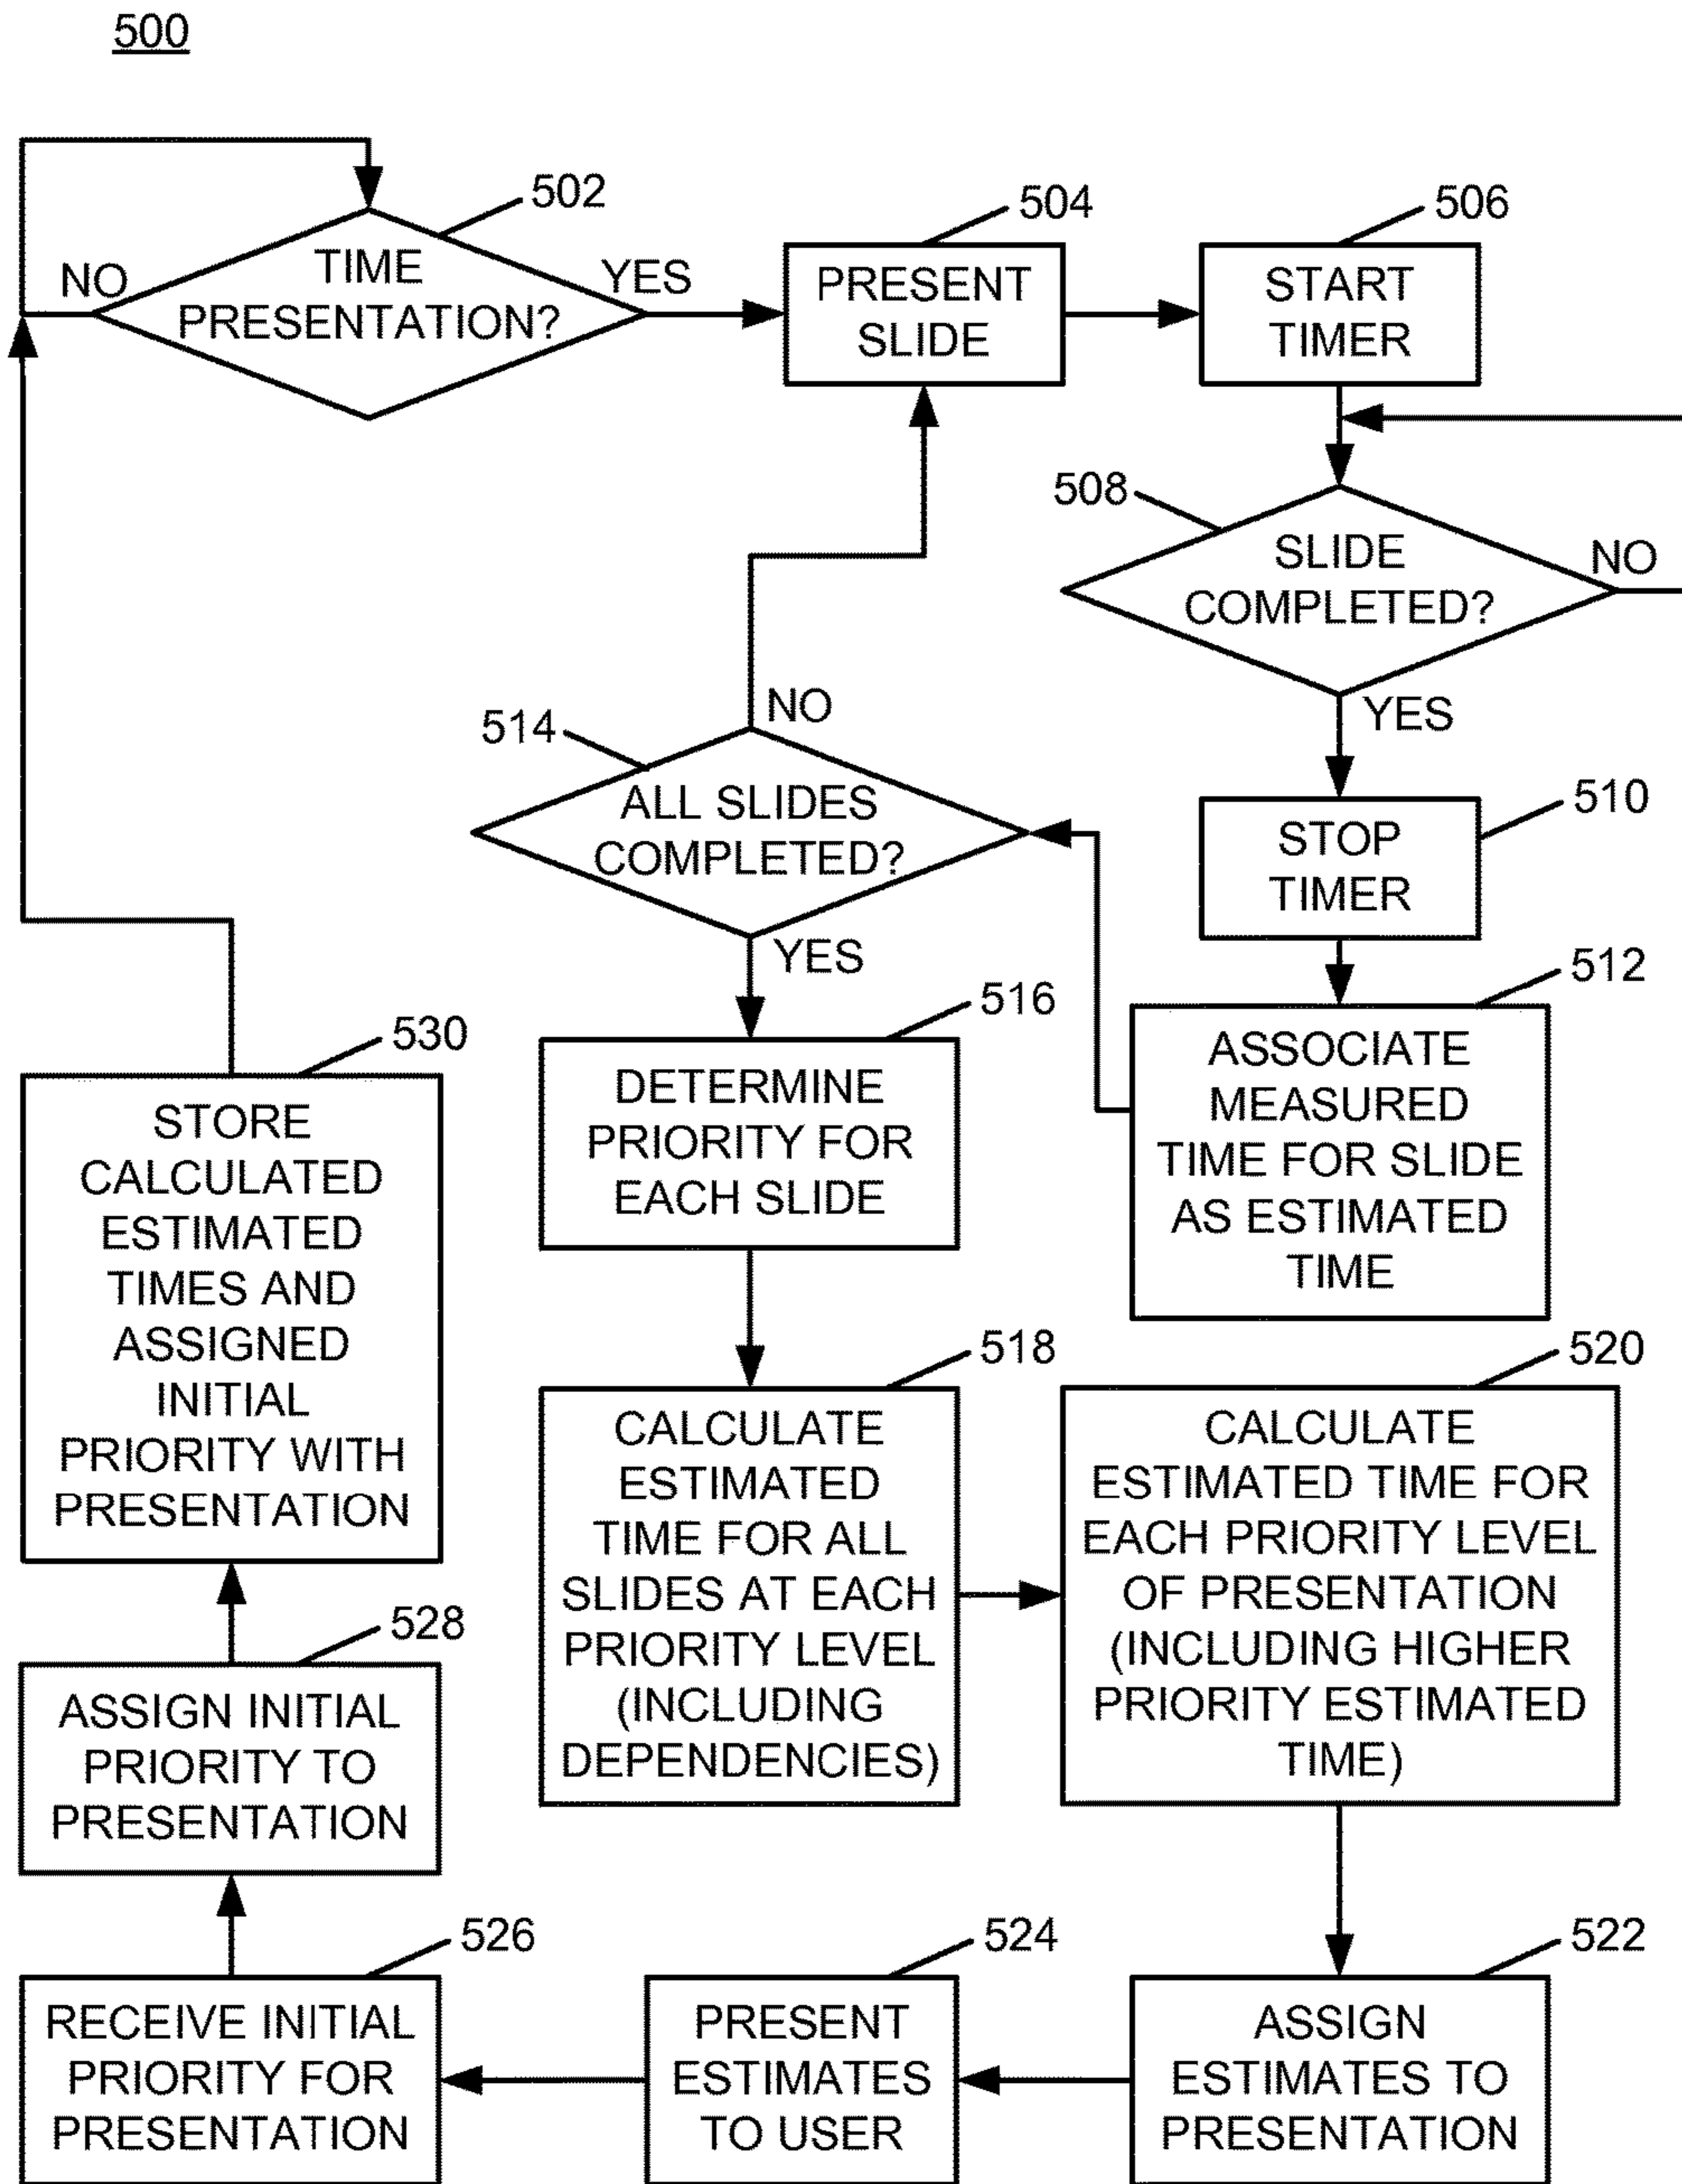 500
502
TIME
PRESENTATION?
NO
YES
504
PRESENT
SLIDE
506
START
TIMER
508
SLIDE
COMPLETED?
NO
YES
510
STOP
TIMER
512
ASSOCIATE
MEASURED
TIME FOR SLIDE
AS ESTIMATED
TIME
514
ALL SLIDES
COMPLETED?
NO
YES
516
DETERMINE
PRIORITY FOR
EACH SLIDE
518
CALCULATE
ESTIMATED
TIME FOR ALL
SLIDES AT EACH
PRIORITY LEVEL
(INCLUDING
DEPENDENCIES)
520
CALCULATE
ESTIMATED TIME FOR
EACH PRIORITY LEVEL
OF PRESENTATION
(INCLUDING HIGHER
PRIORITY ESTIMATED
TIME)
522
ASSIGN
ESTIMATES TO
PRESENTATION
524
PRESENT
ESTIMATES
TO USER
526
RECEIVE INITIAL
PRIORITY FOR
PRESENTATION
528
ASSIGN INITIAL
PRIORITY TO
PRESENTATION
530
STORE
CALCULATED
ESTIMATED
TIMES AND
ASSIGNED
INITIAL
PRIORITY WITH
PRESENTATION